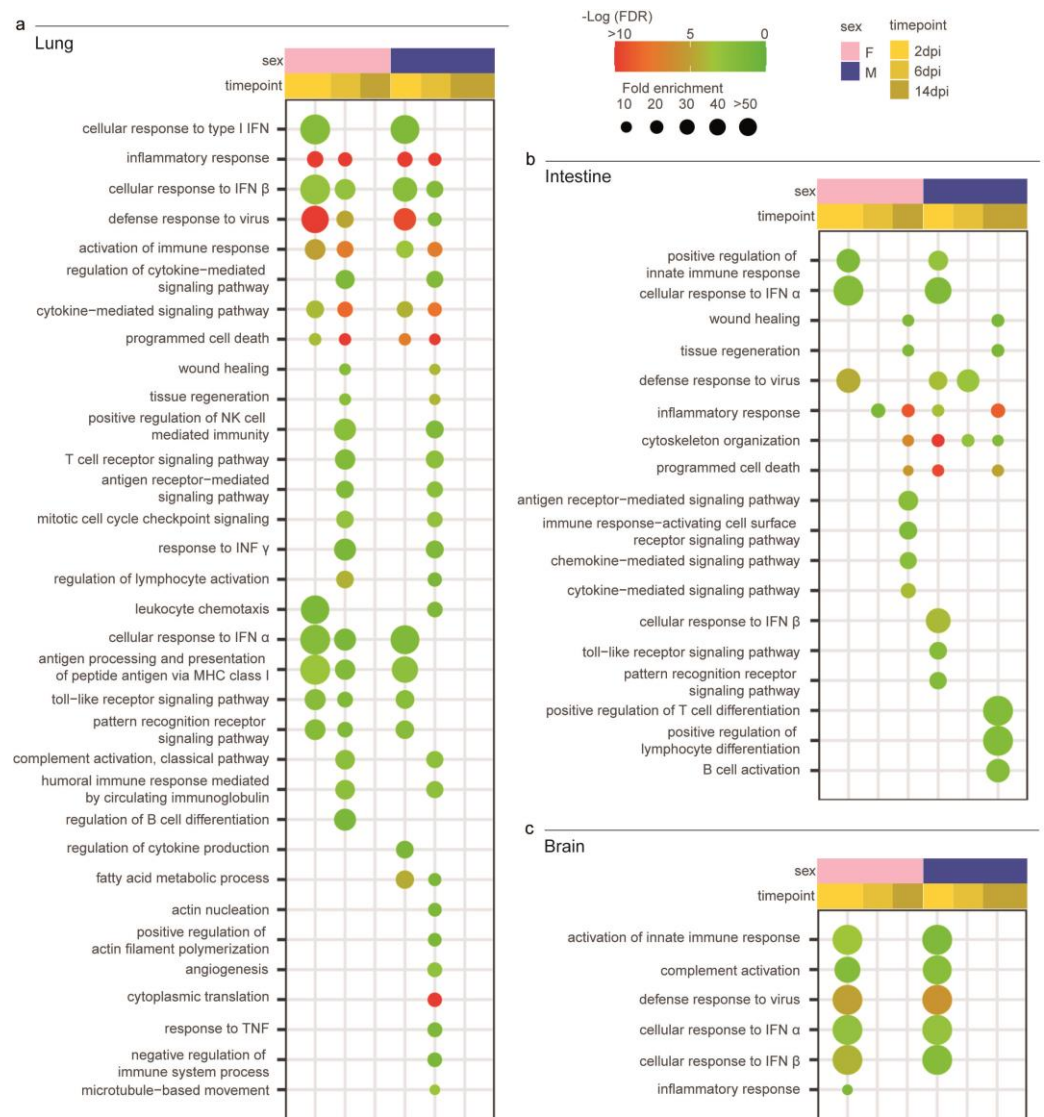 a
Lung
sex
timepoint
cellular response to type I IFN
inflammatory response
cellular response to IFN β
defense response to virus
activation of immune response
regulation of cytokine−mediated
signaling pathway
cytokine−mediated signaling pathway
programmed cell death
wound healing
tissue regeneration
positive regulation of NK cell
mediated immunity
T cell receptor signaling pathway
antigen receptor−mediated
signaling pathway
mitotic cell cycle checkpoint signaling
response to INF γ
regulation of lymphocyte activation
leukocyte chemotaxis
cellular response to IFN α
antigen processing and presentation
of peptide antigen via MHC class I
toll−like receptor signaling pathway
pattern recognition receptor
signaling pathway
complement activation, classical pathway
humoral immune response mediated
by circulating immunoglobulin
regulation of B cell differentiation
regulation of cytokine production
fatty acid metabolic process
actin nucleation
positive regulation of
actin filament polymerization
angiogenesis
cytoplasmic translation
response to TNF
negative regulation of
immune system process
microtubule−based movement
-Log (FDR)
>10 5 0
Fold enrichment
10 20 30 40 >50
sex
F
M
timepoint
2dpi
6dpi
14dpi
b
Intestine
sex
timepoint
positive regulation of
innate immune response
cellular response to IFN α
wound healing
tissue regeneration
defense response to virus
inflammatory response
cytoskeleton organization
programmed cell death
antigen receptor−mediated signaling pathway
immune response−activating cell surface
receptor signaling pathway
chemokine−mediated signaling pathway
cytokine−mediated signaling pathway
cellular response to IFN β
toll−like receptor signaling pathway
pattern recognition receptor
signaling pathway
positive regulation of T cell differentiation
positive regulation of
lymphocyte differentiation
B cell activation
c
Brain
sex
timepoint
activation of innate immune response
complement activation
defense response to virus
cellular response to IFN α
cellular response to IFN β
inflammatory response